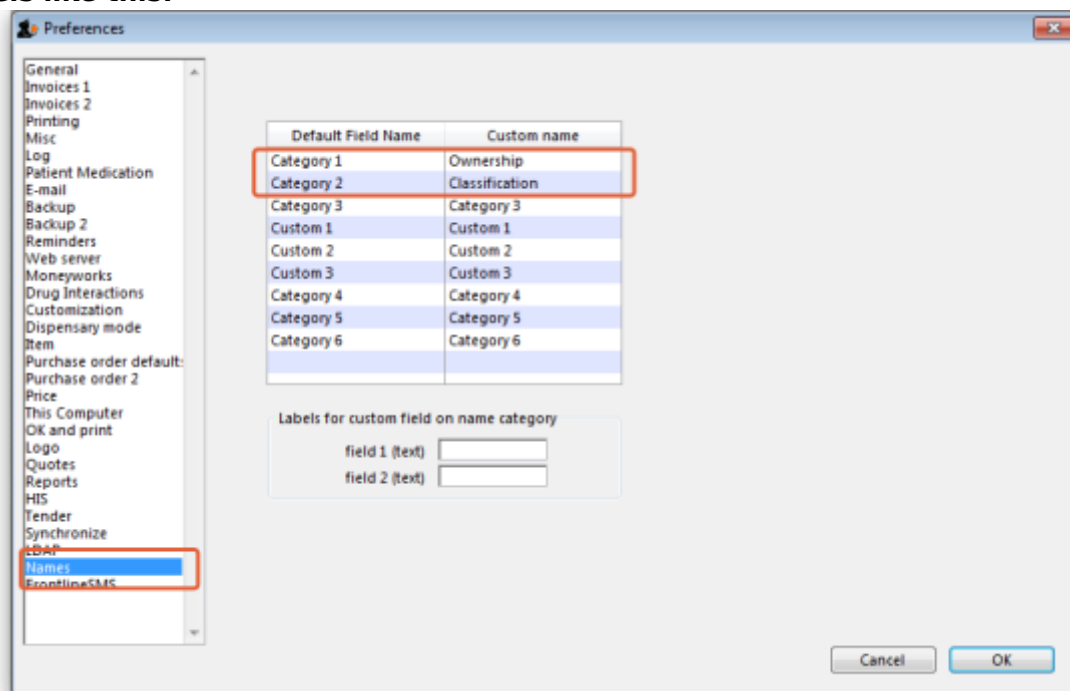 Preferences
General
Invoices 1
Invoices 2
Printing
Misc
Log
Patient Medication
E-mail
Backup
Backup 2
Reminders
Web server
Moneyworks
Drug Interactions
Customization
Dispensary mode
Item
Purchase order default:
Purchase order 2
Price
This Computer
OK and print
Logo
Quotes
Reports
HIS
Tender
Synchronize
LDAP
Names
FrontlineSMS
Default Field Name Custom name
Category 1 Ownership
Category 2 Classification
Category 3 Category 3
Custom 1 Custom 1
Custom 2 Custom 2
Custom 3 Custom 3
Category 4 Category 4
Category 5 Category 5
Category 6 Category 6
Labels for custom field on name category
field 1 (text)
field 2 (text)
Cancel OK